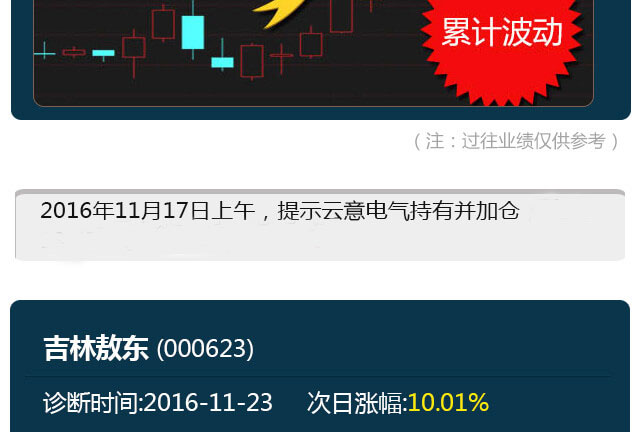 累计波动
（注：过往业绩仅供参考）
2016年11月17日上午，提示云意电气持有并加仓
吉林敖东 (000623)
诊断时间:2016-11-23 次日涨幅:10.01%